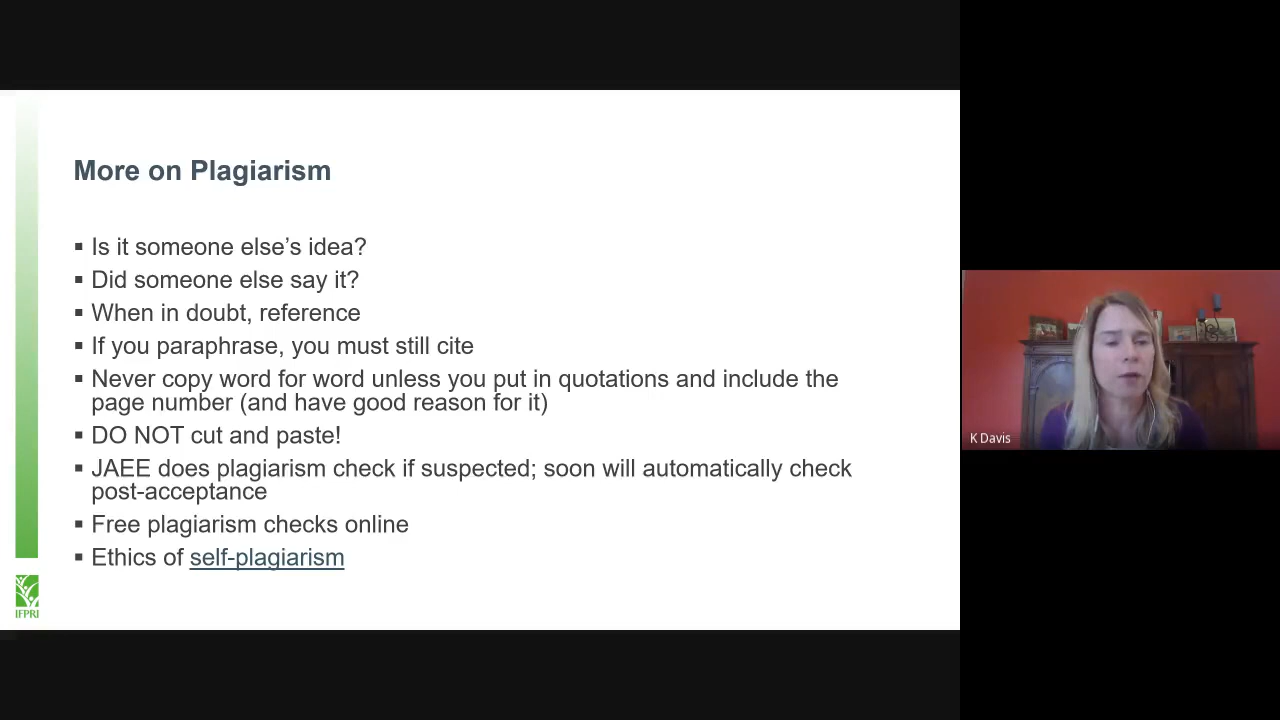 More on Plagiarism
▪ Is it someone else’s idea?
▪ Did someone else say it?
▪ When in doubt, reference
▪ If you paraphrase, you must still cite
▪ Never copy word for word unless you put in quotations and include the
page number (and have good reason for it)
▪ DO NOT cut and paste!
▪ JAEE does plagiarism check if suspected; soon will automatically check
post-acceptance
▪ Free plagiarism checks online
▪ Ethics of self-plagiarism
IFPRI
K Davis